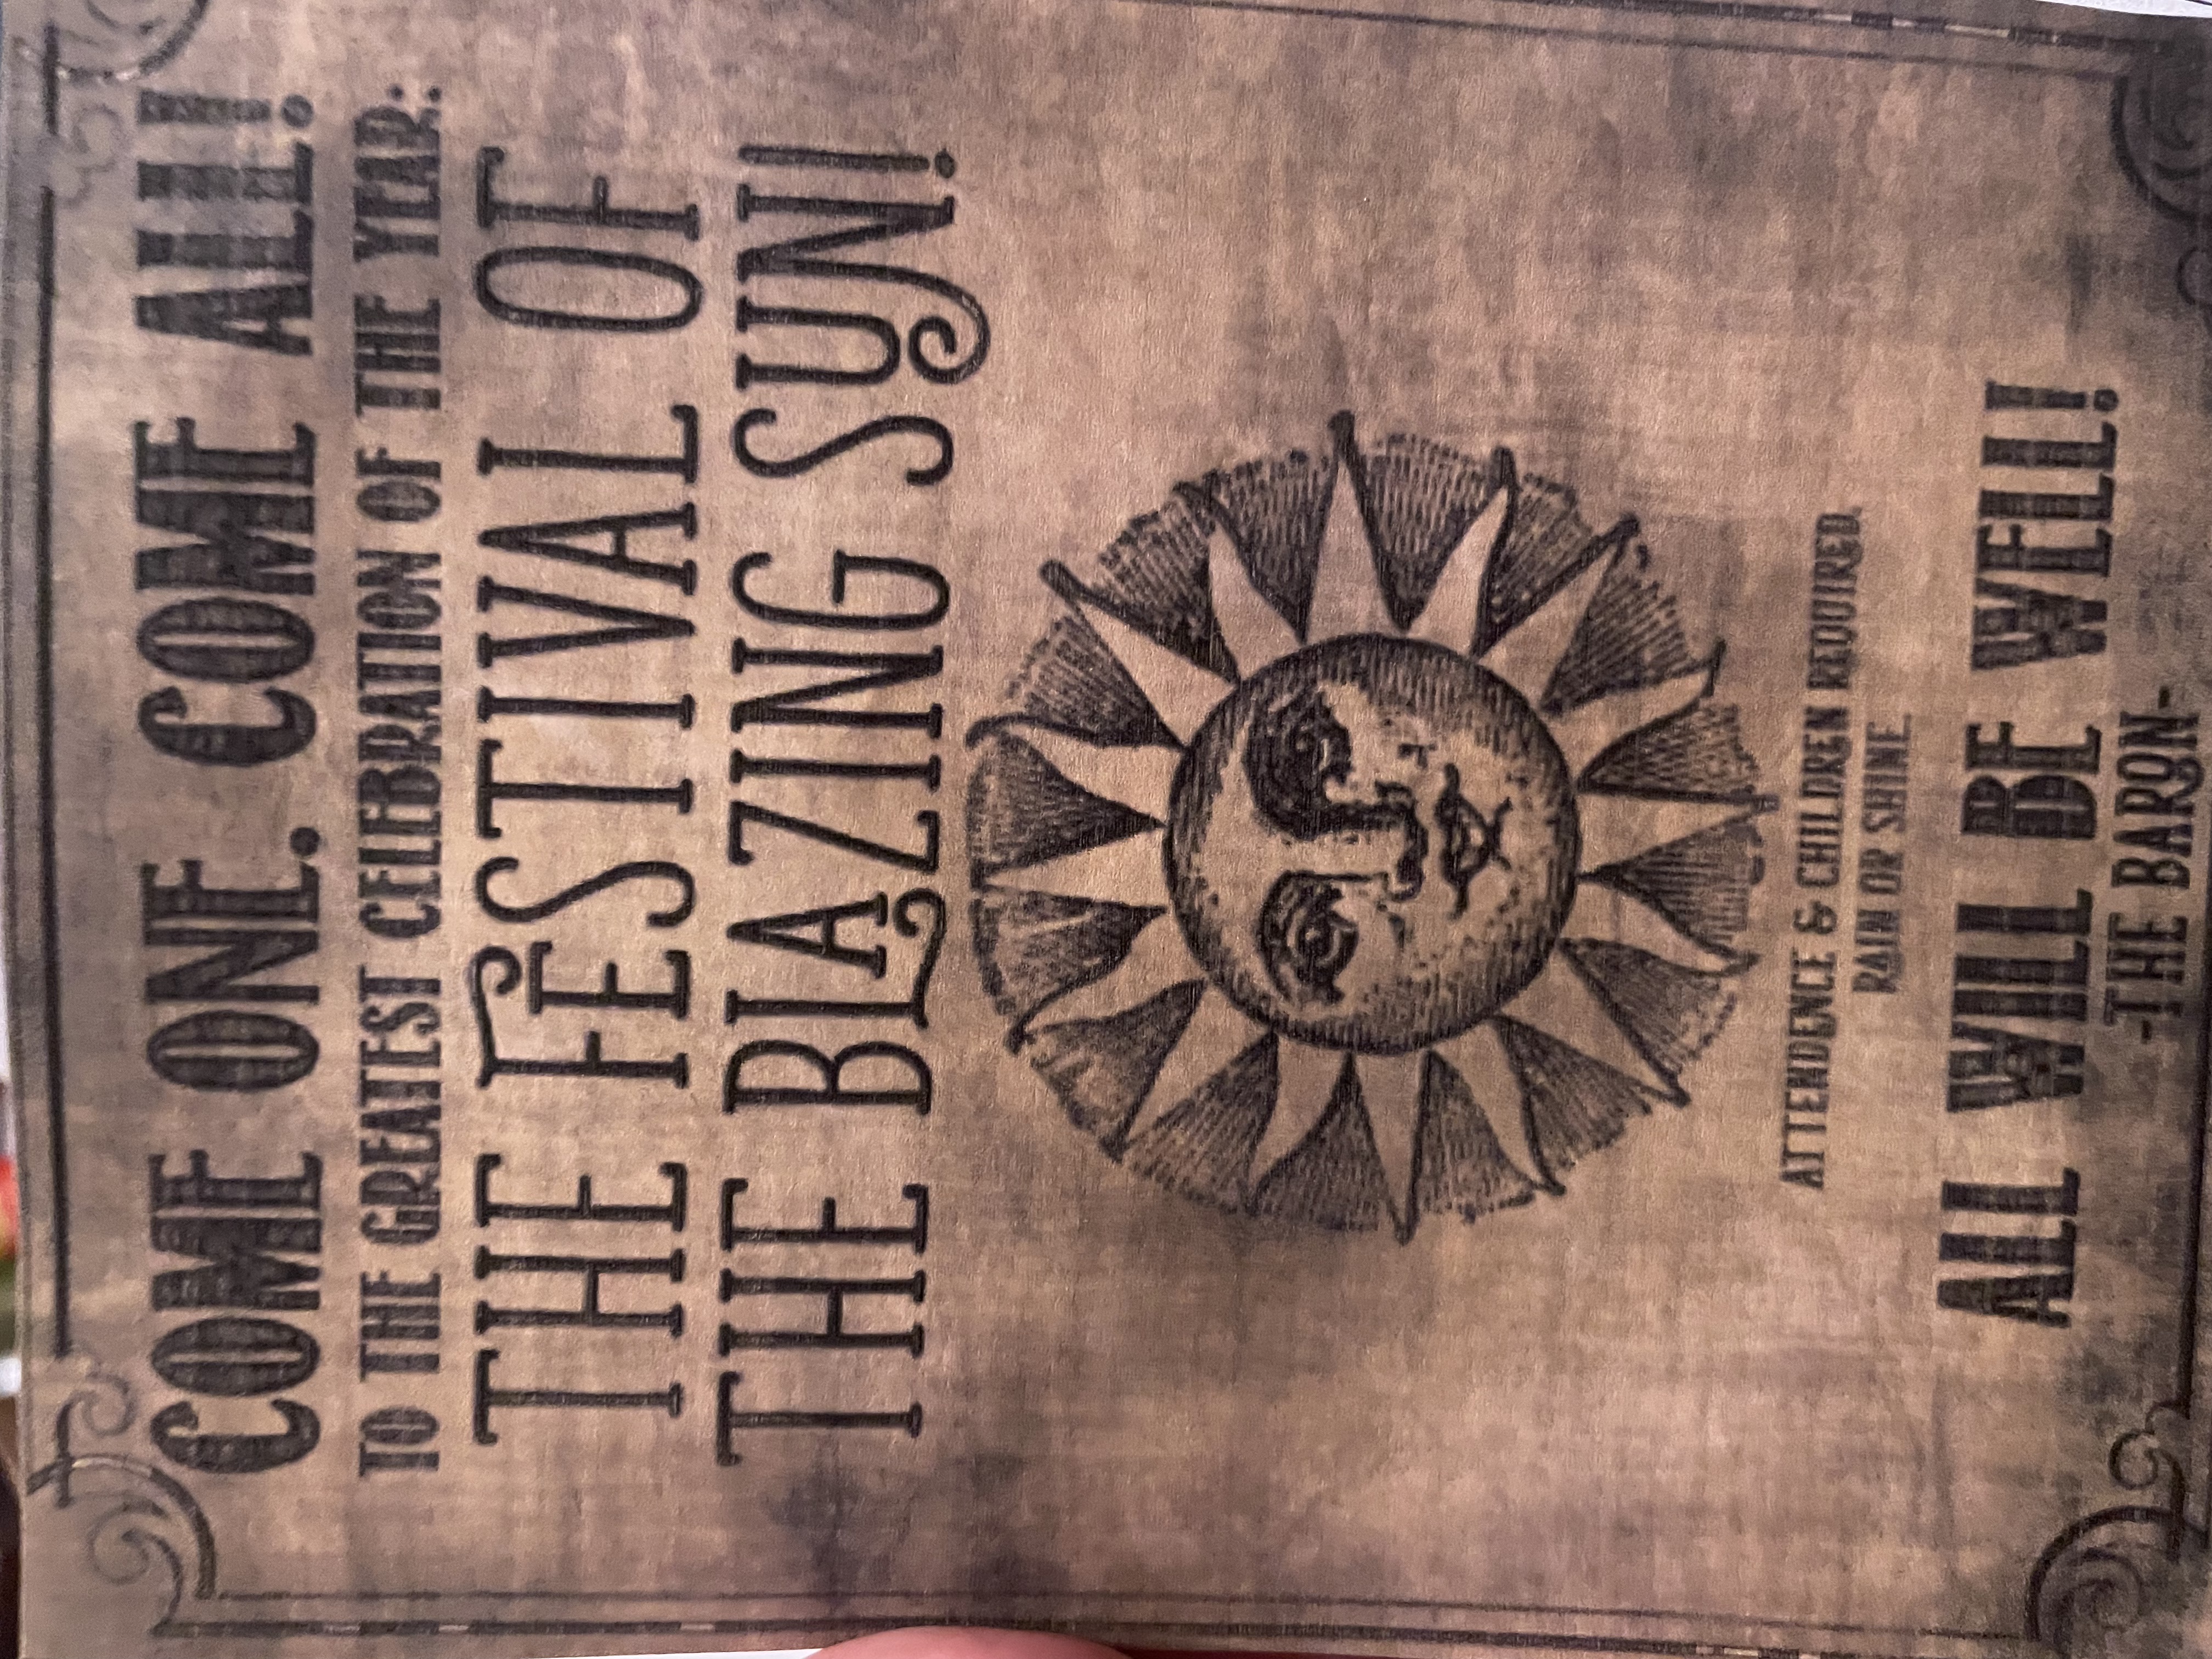 COME ONE. COME ALL!
TO THE GREATEST CELEBRATION OF THE YEAR:
THE FESTIVAL OF
THE BLAZING SUN!
ATTENDENCE & CHILDREN REQUIRED.
RAIN OR SHINE.
ALL WILL BE WELL!
-THE BARON-